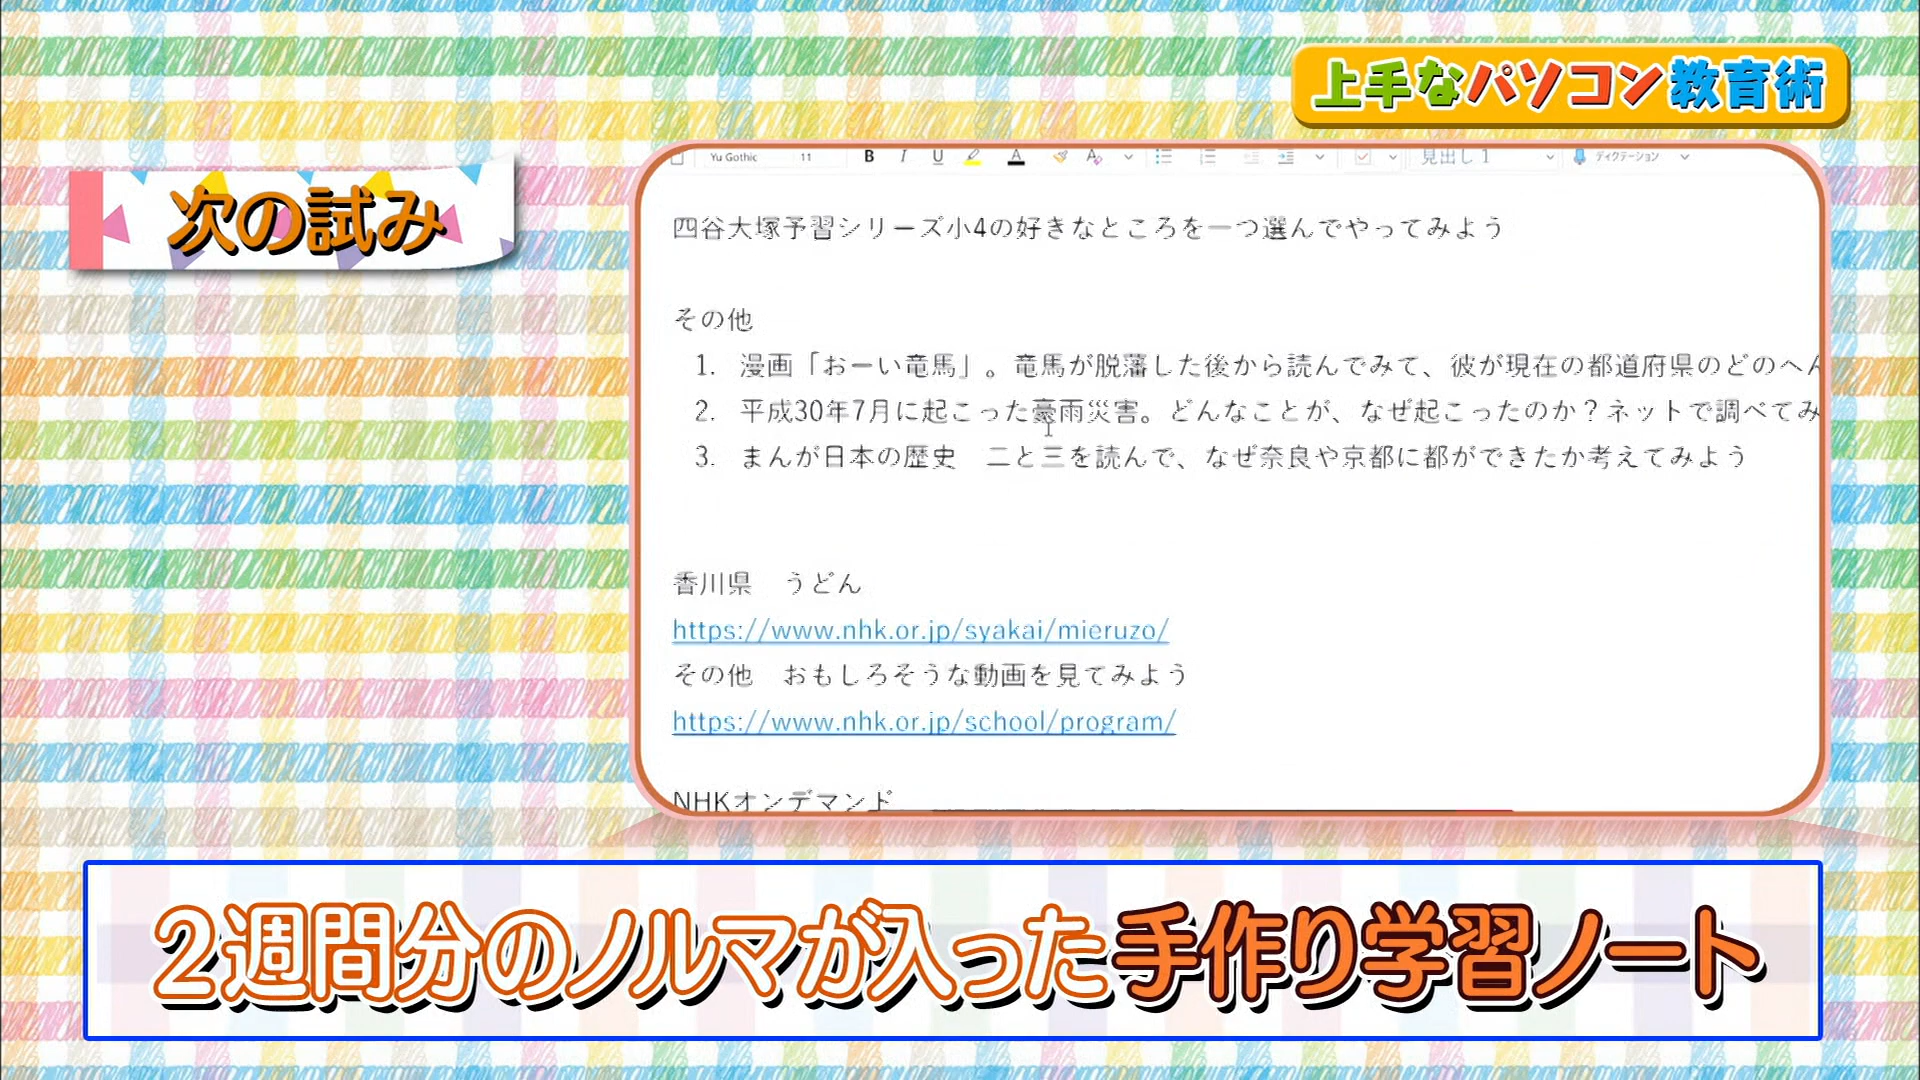 上手なパソコン教育術
次の試み
Yu Gothic 11 B I U A A 見出し1 ディクテーション
四谷大塚予習シリーズ小4の好きなところを一つ選んでやってみよう
その他
1. 漫画「おーい竜馬」。竜馬が脱藩した後から読んでみて、彼が現在の都道府県のどのへん
2. 平成30年7月に起こった豪雨災害。どんなことが、なぜ起こったのか？ネットで調べてみ
3. まんが日本の歴史　二と三を読んで、なぜ奈良や京都に都ができたか考えてみよう
香川県　うどん
https://www.nhk.or.jp/syakai/mieruzo/
その他　おもしろそうな動画を見てみよう
https://www.nhk.or.jp/school/program/
NHKオンデマンド
2週間分のノルマが入った手作り学習ノート